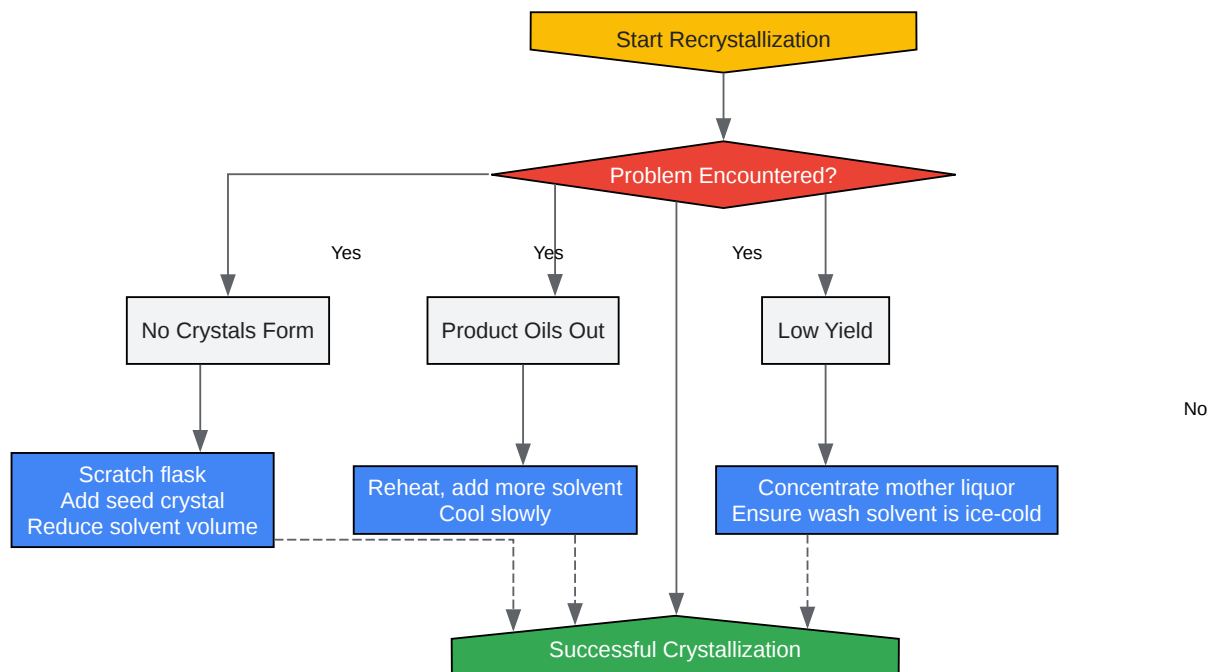 Start Recrystallization
Problem Encountered?
Yes
Yes
Yes
No Crystals Form
Product Oils Out
Low Yield
No
Scratch flask
Add seed crystal
Reduce solvent volume
Reheat, add more solvent
Cool slowly
Concentrate mother liquor
Ensure wash solvent is ice-cold
Successful Crystallization